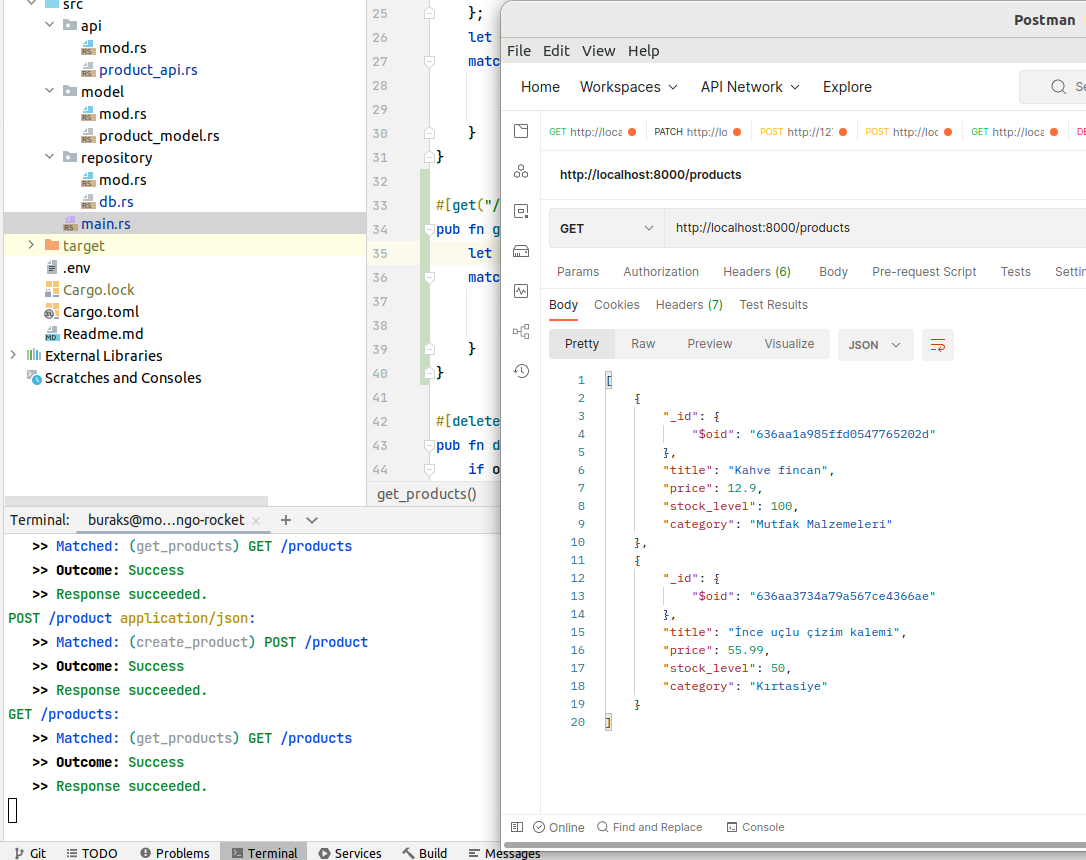 src
api
mod.rs
product_api.rs
model
mod.rs
product_model.rs
repository
mod.rs
db.rs
main.rs
target
.env
Cargo.lock
Cargo.toml
Readme.md
External Libraries
Scratches and Consoles
25 };
26 let
27 matc
28
29
30 }
31 }
32
33 #[get("/
34 pub fn g
35 let
36 matc
37
38
39 }
40 }
41
42 #[delete
43 pub fn d
44 if o
get_products()
Terminal: buraks@mo...ngo-rocket
>> Matched: (get_products) GET /products
>> Outcome: Success
>> Response succeeded.
POST /product application/json:
>> Matched: (create_product) POST /product
>> Outcome: Success
>> Response succeeded.
GET /products:
>> Matched: (get_products) GET /products
>> Outcome: Success
>> Response succeeded.
Git TODO Problems Terminal Services Build Messages
Postman
File Edit View Help
Home Workspaces API Network Explore Se
GET http://loca PATCH http://lo POST http://12 POST http://loc GET http://loca DE
http://localhost:8000/products
GET http://localhost:8000/products
Params Authorization Headers (6) Body Pre-request Script Tests Settin
Body Cookies Headers (7) Test Results
Pretty Raw Preview Visualize JSON
1 [
2 {
3 "_id": {
4 "$oid": "636aa1a985ffd0547765202d"
5 },
6 "title": "Kahve fincan",
7 "price": 12.9,
8 "stock_level": 100,
9 "category": "Mutfak Malzemeleri"
10 },
11 {
12 "_id": {
13 "$oid": "636aa3734a79a567ce4366ae"
14 },
15 "title": "İnce uçlu çizim kalemi",
16 "price": 55.99,
17 "stock_level": 50,
18 "category": "Kırtasiye"
19 }
20 ]
Online Find and Replace Console